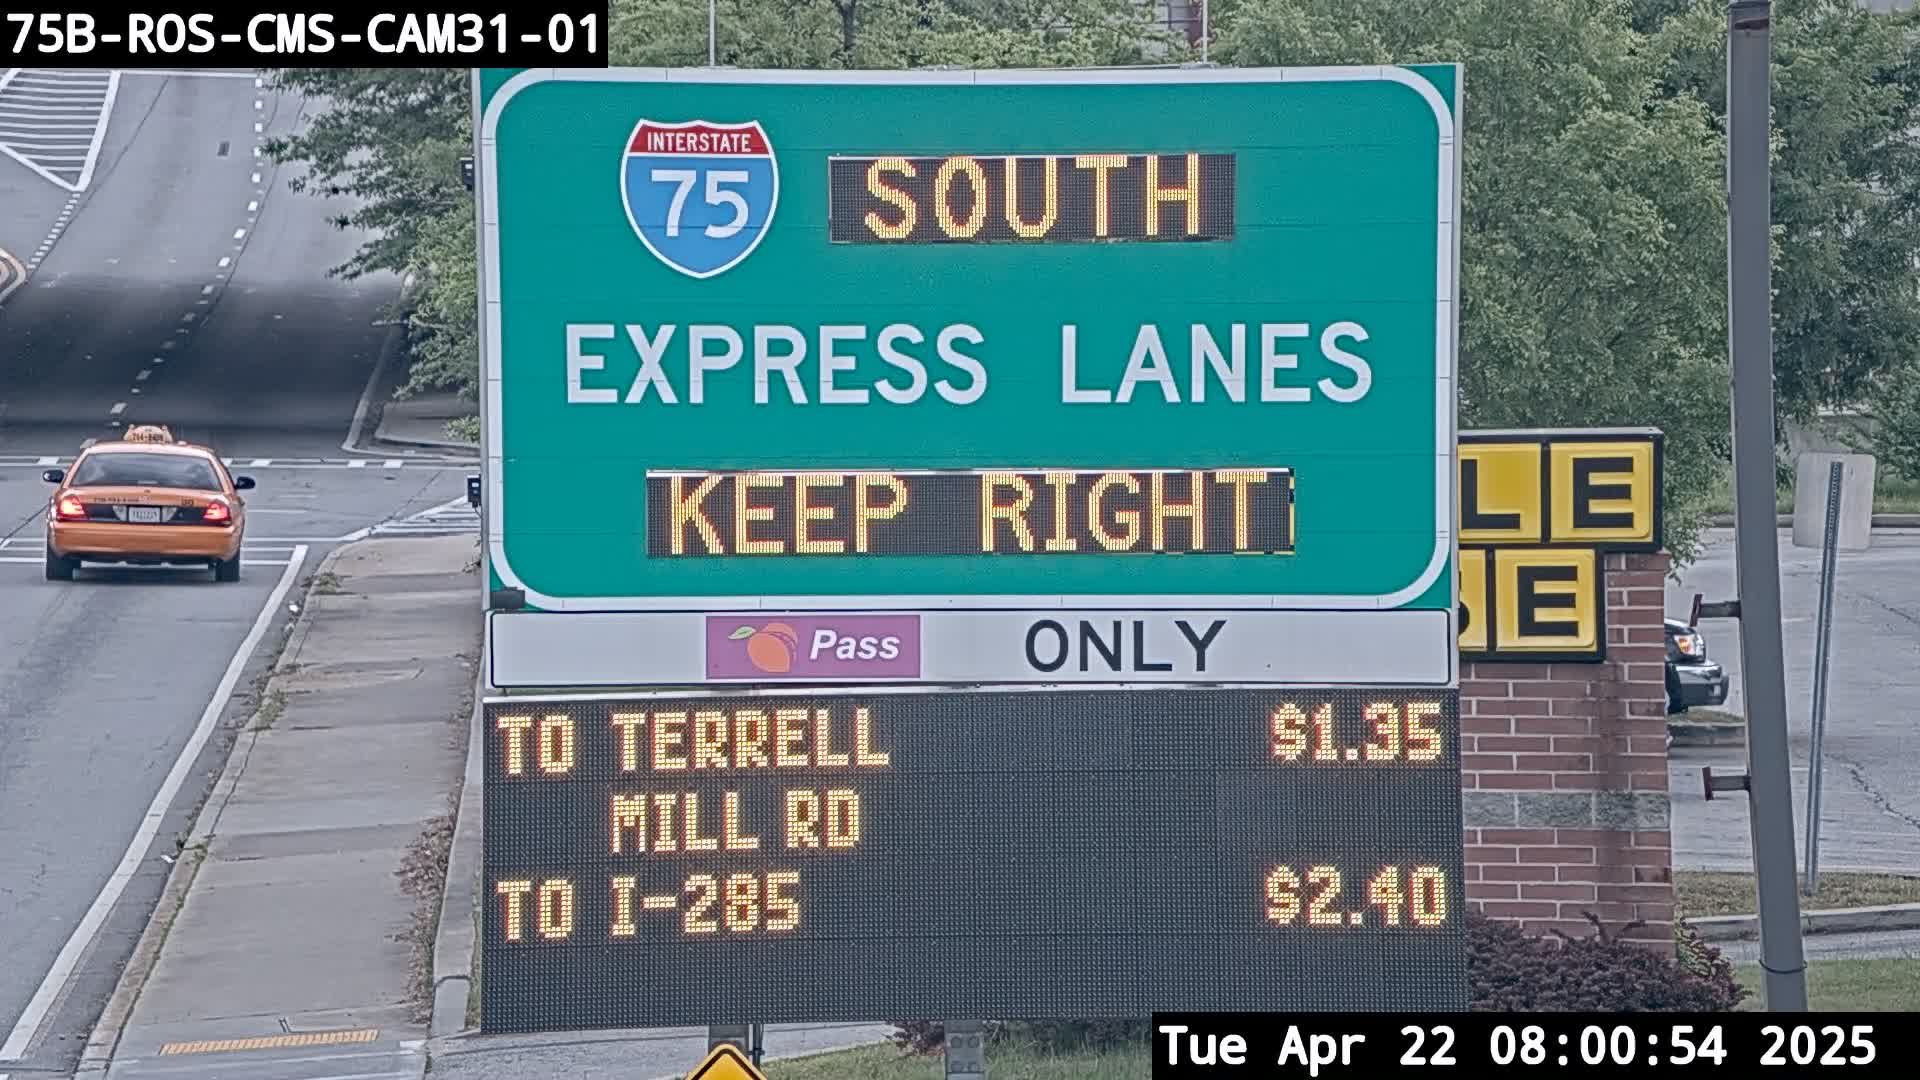 75B-ROS-CMS-CAM31-01
INTERSTATE
75
SOUTH
EXPRESS LANES
KEEP RIGHT
Pass ONLY
TO TERRELL $1.35
MILL RD
TO I-285 $2.40
LE
E
Tue Apr 22 08:00:54 2025